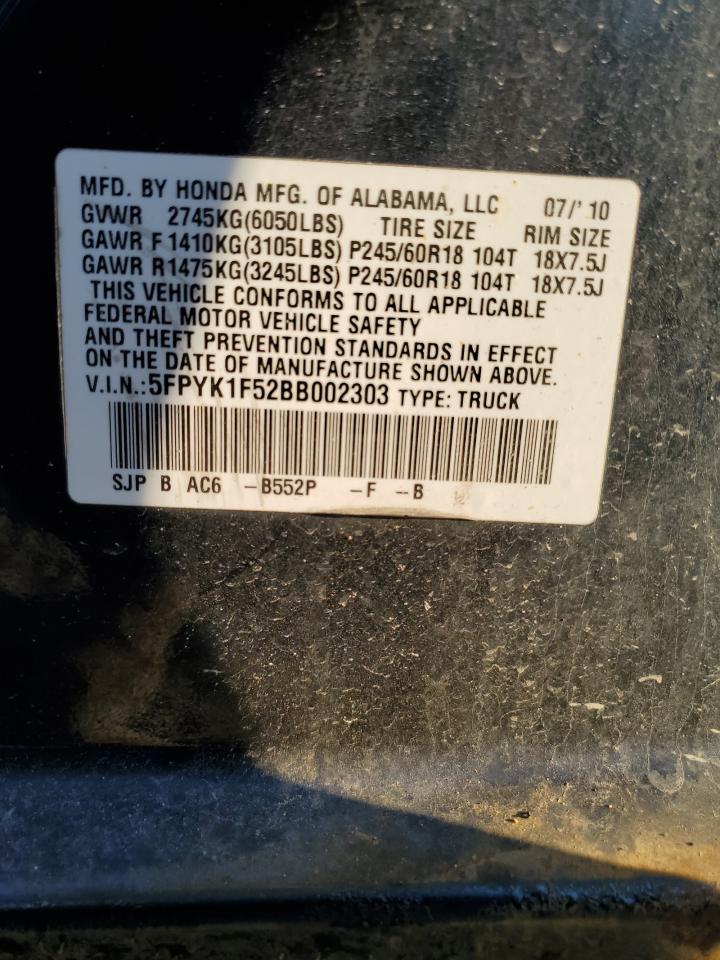 MFD. BY HONDA MFG. OF ALABAMA, LLC 07/'10
GVWR 2745KG(6050LBS) TIRE SIZE RIM SIZE
GAWR F 1410KG(3105LBS) P245/60R18 104T 18X7.5J
GAWR R1475KG(3245LBS) P245/60R18 104T 18X7.5J
THIS VEHICLE CONFORMS TO ALL APPLICABLE
FEDERAL MOTOR VEHICLE SAFETY
AND THEFT PREVENTION STANDARDS IN EFFECT
ON THE DATE OF MANUFACTURE SHOWN ABOVE.
V.I.N.:5FPYK1F52BB002303 TYPE: TRUCK
SJP B AC6 -B552P -F -B